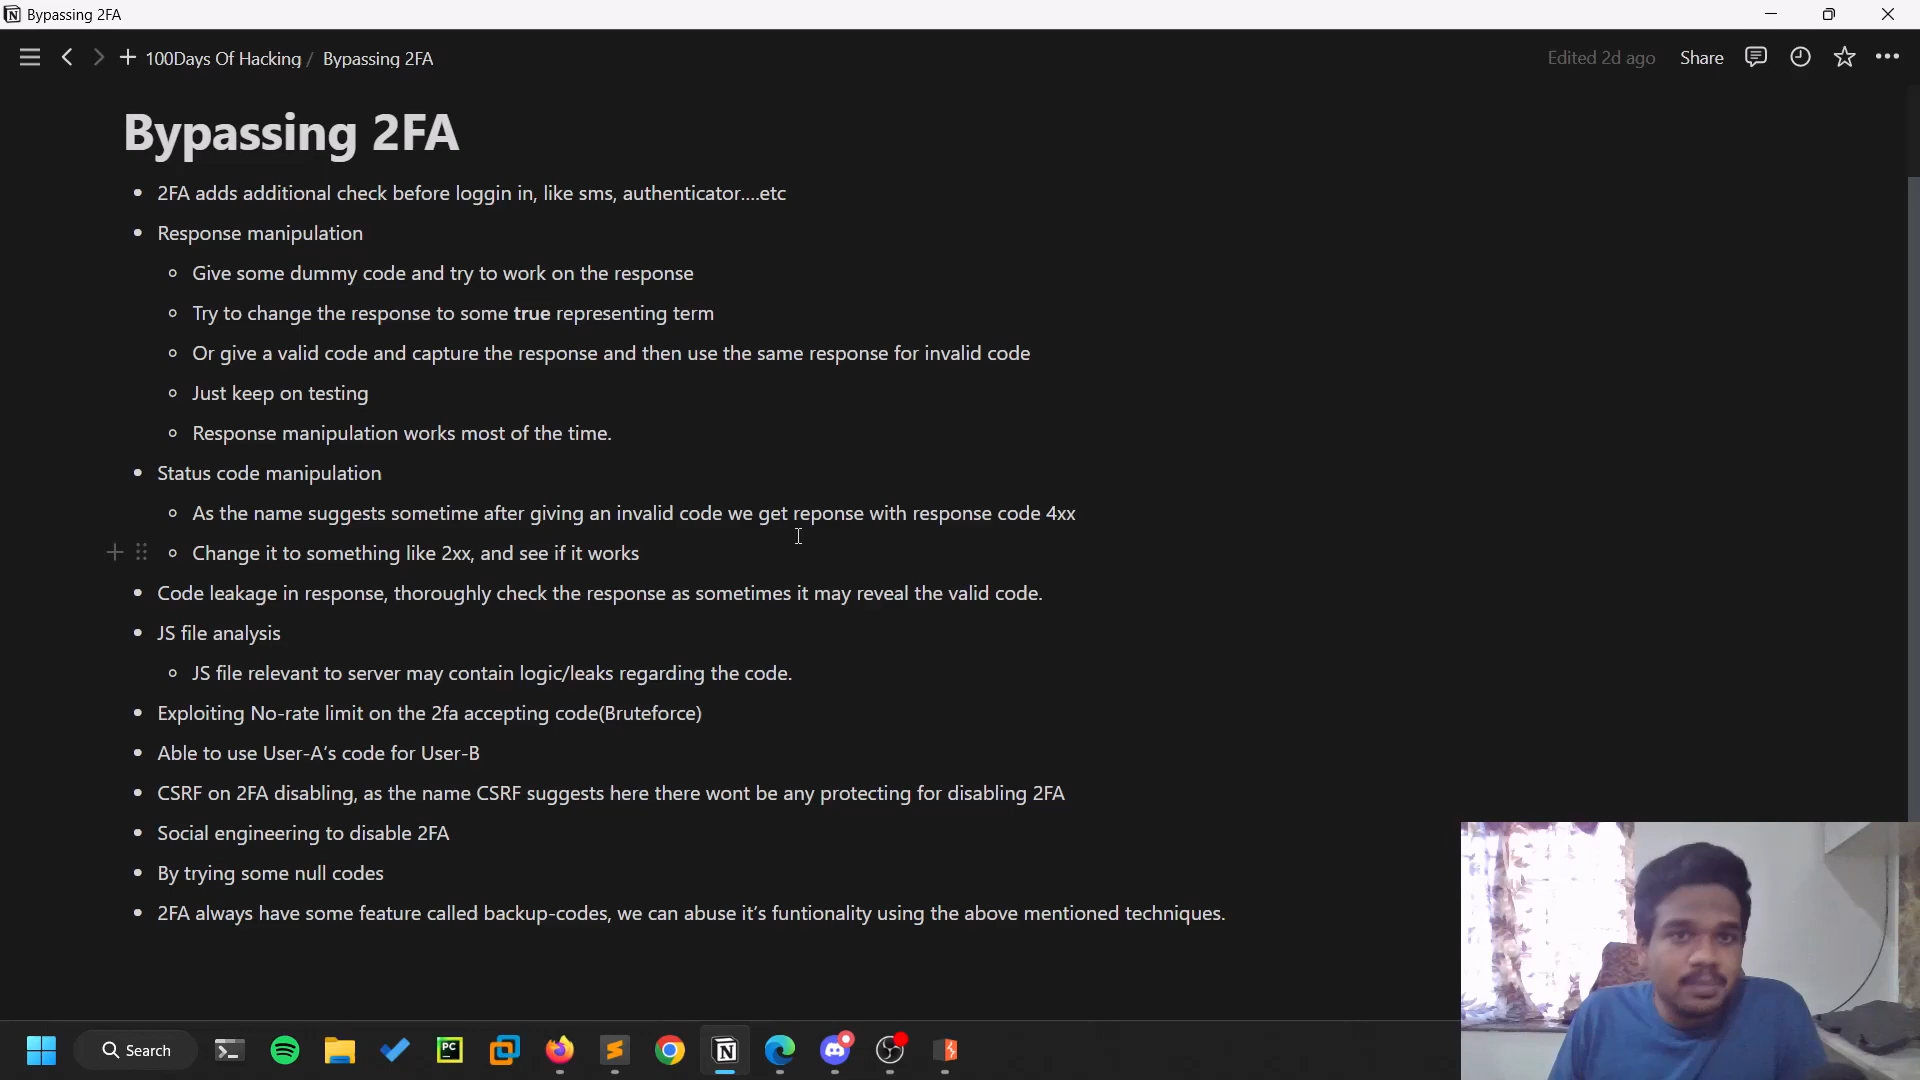 Bypassing 2FA
100Days Of Hacking / Bypassing 2FA
Edited 2d ago
Share
Bypassing 2FA
2FA adds additional check before loggin in, like sms, authenticator....etc
Response manipulation
Give some dummy code and try to work on the response
Try to change the response to some true representing term
Or give a valid code and capture the response and then use the same response for invalid code
Just keep on testing
Response manipulation works most of the time.
Status code manipulation
As the name suggests sometime after giving an invalid code we get reponse with response code 4xx
Change it to something like 2xx, and see if it works
Code leakage in response, thoroughly check the response as sometimes it may reveal the valid code.
JS file analysis
JS file relevant to server may contain logic/leaks regarding the code.
Exploiting No-rate limit on the 2fa accepting code(Bruteforce)
Able to use User-A’s code for User-B
CSRF on 2FA disabling, as the name CSRF suggests here there wont be any protecting for disabling 2FA
Social engineering to disable 2FA
By trying some null codes
2FA always have some feature called backup-codes, we can abuse it’s funtionality using the above mentioned techniques.
Search
PC